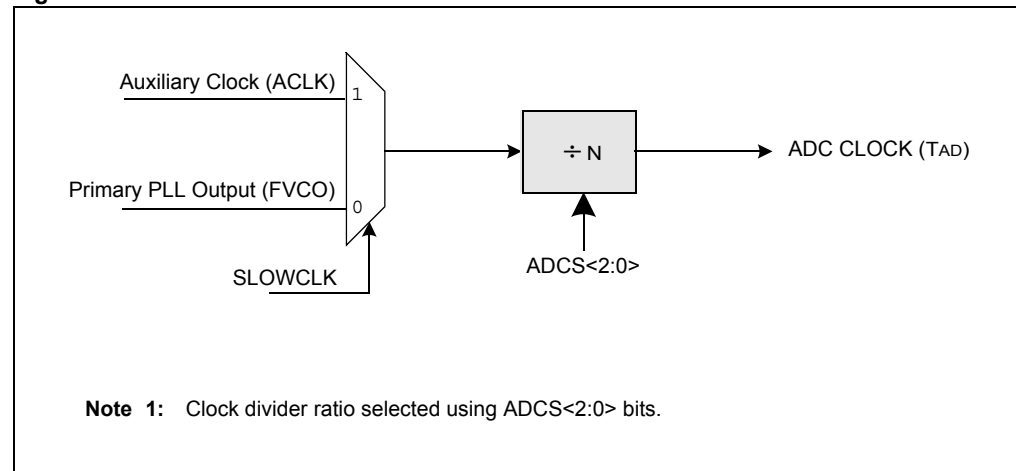 Auxiliary Clock (ACLK)
1
÷ N
ADC CLOCK (TAD)
Primary PLL Output (FVCO)
0
ADCS<2:0>
SLOWCLK
Note 1: Clock divider ratio selected using ADCS<2:0> bits.